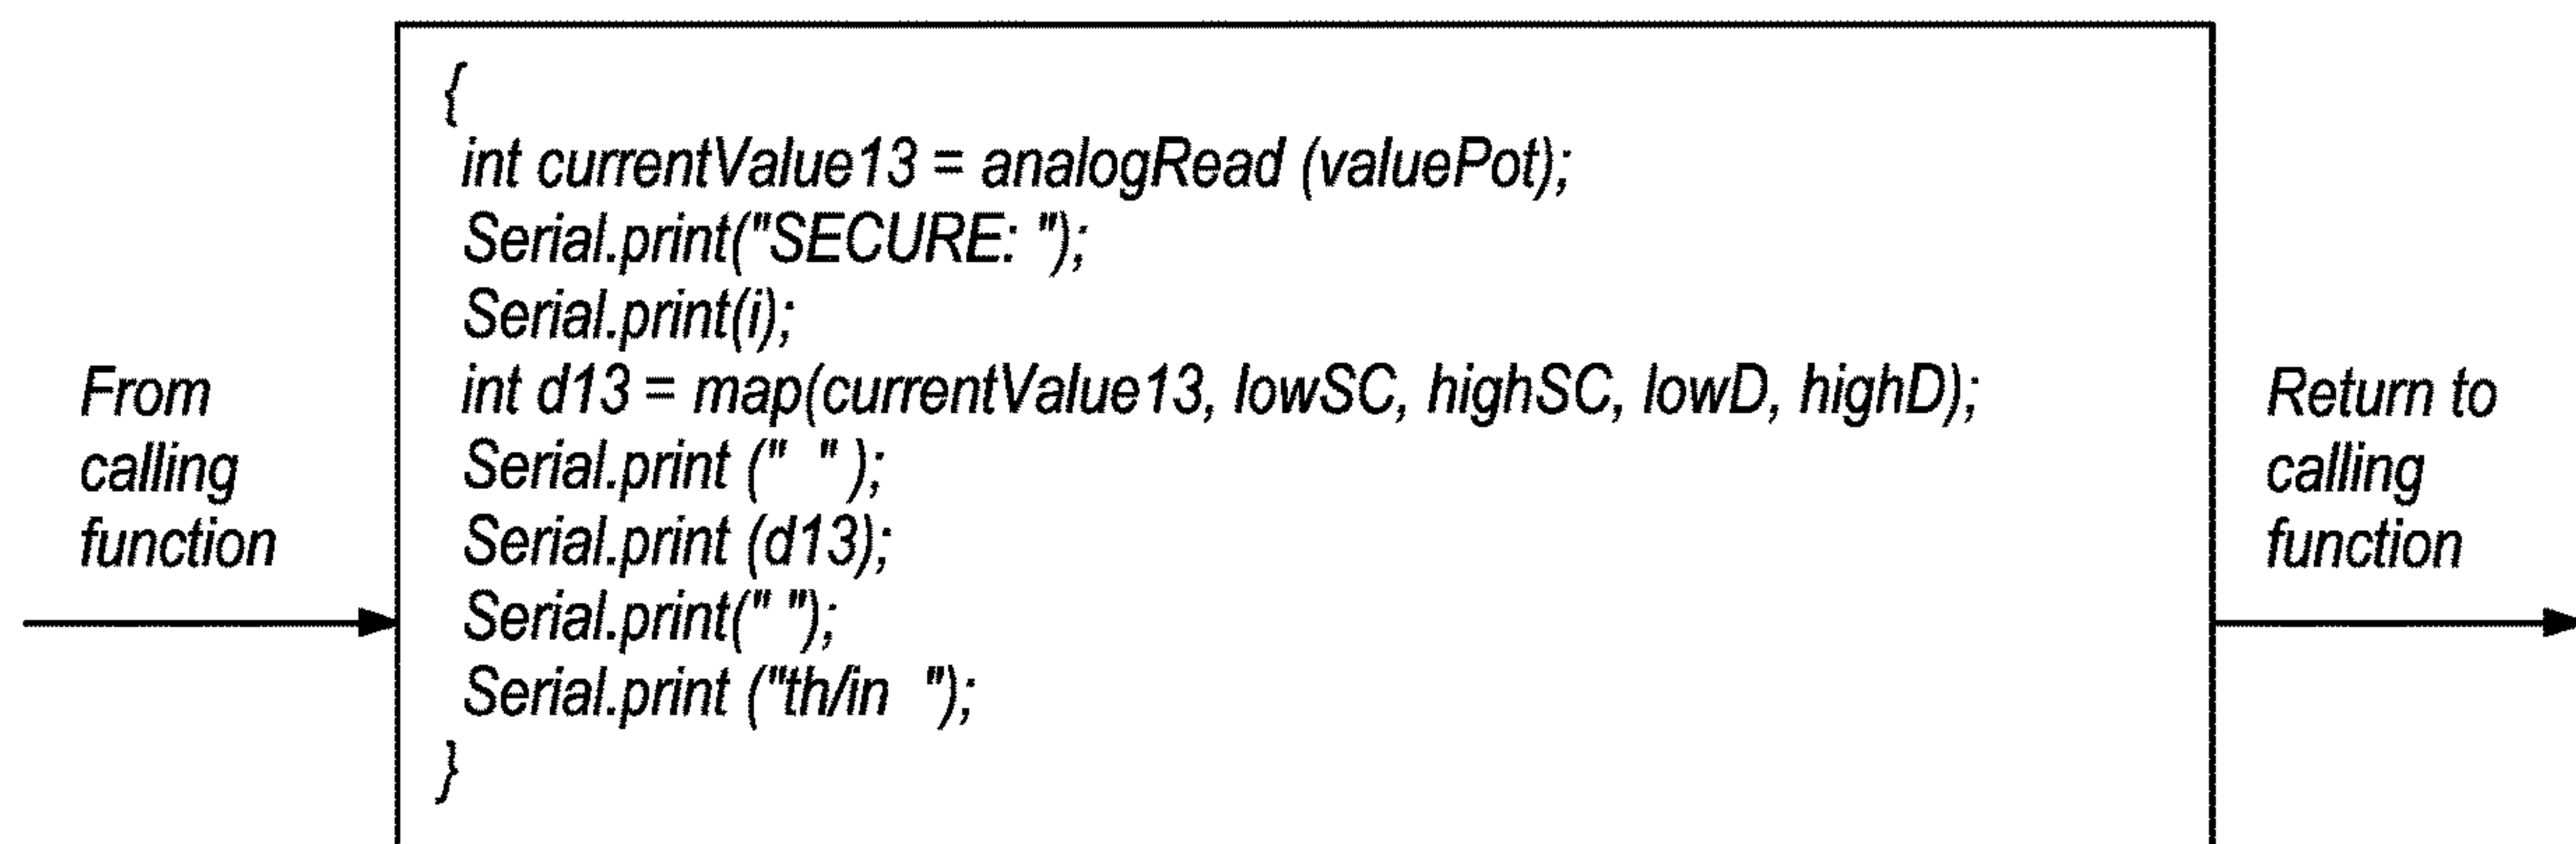 From
calling
function
{
int currentValue13 = analogRead (valuePot);
Serial.print("SECURE: ");
Serial.print(i);
int d13 = map(currentValue13, lowSC, highSC, lowD, highD);
Serial.print ("  " );
Serial.print (d13);
Serial.print(" ");
Serial.print ("th/in  ");
}
Return to
calling
function